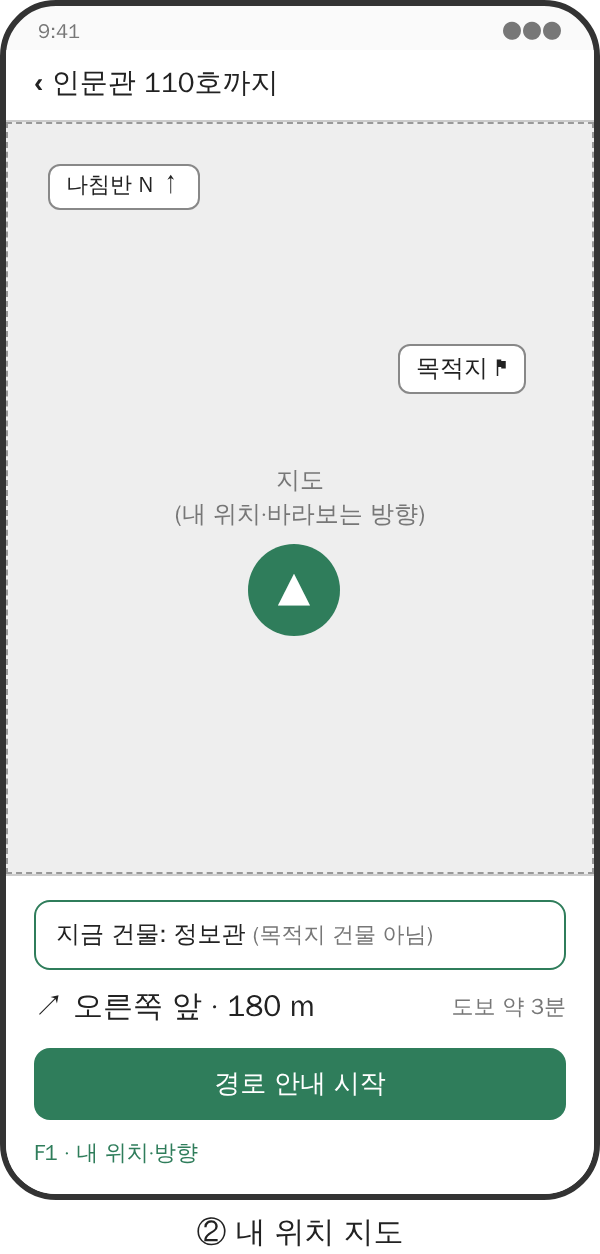 9:41
‹ 인문관 110호까지
나침반 N ↑
목적지 ⚑
지도
(내 위치·바라보는 방향)
지금 건물: 정보관 (목적지 건물 아님)
↗ 오른쪽 앞 · 180 m 도보 약 3분
경로 안내 시작
F1 · 내 위치·방향
② 내 위치 지도